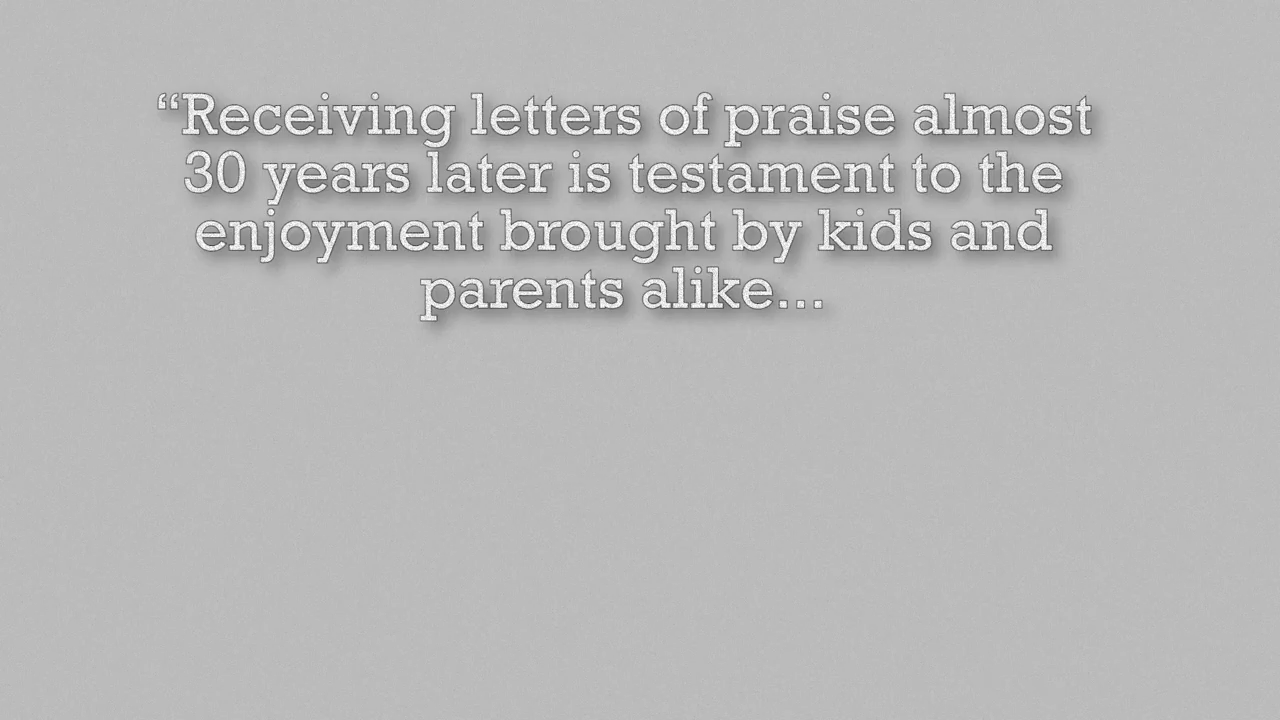 “Receiving letters of praise almost
30 years later is testament to the
enjoyment brought by kids and
parents alike...